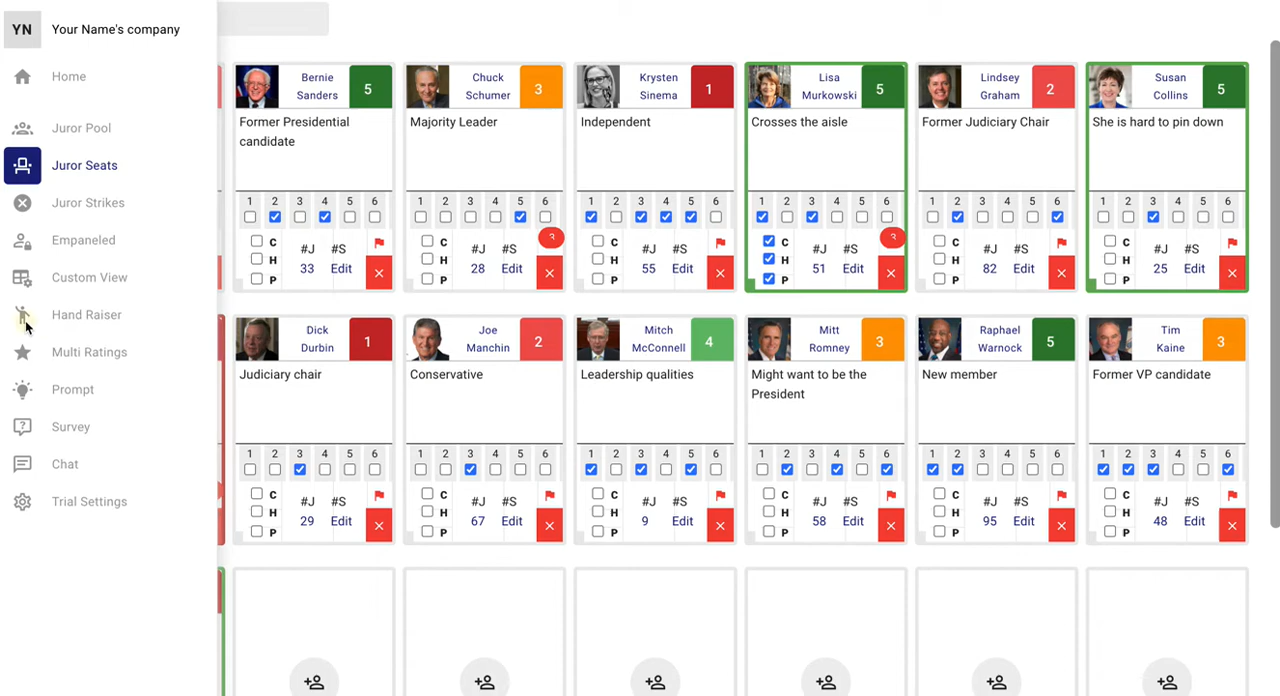 YN Your Name's company
Home
Juror Pool
Juror Seats
Juror Strikes
Empaneled
Custom View
Hand Raiser
Multi Ratings
Prompt
Survey
Chat
Trial Settings
Bernie
Sanders
5
Former Presidential
candidate
1 2 3 4 5 6
C
H
P
#J #S
33 Edit
Chuck
Schumer
3
Majority Leader
1 2 3 4 5 6
3
C
H
P
#J #S
28 Edit
Krysten
Sinema
1
Independent
1 2 3 4 5 6
C
H
P
#J #S
55 Edit
Lisa
Murkowski
5
Crosses the aisle
1 2 3 4 5 6
3
C
H
P
#J #S
51 Edit
Lindsey
Graham
2
Former Judiciary Chair
1 2 3 4 5 6
C
H
P
#J #S
82 Edit
Susan
Collins
5
She is hard to pin down
1 2 3 4 5 6
C
H
P
#J #S
25 Edit
Dick
Durbin
1
Judiciary chair
1 2 3 4 5 6
C
H
P
#J #S
29 Edit
Joe
Manchin
2
Conservative
1 2 3 4 5 6
C
H
P
#J #S
67 Edit
Mitch
McConnell
4
Leadership qualities
1 2 3 4 5 6
C
H
P
#J #S
9 Edit
Mitt
Romney
3
Might want to be the
President
1 2 3 4 5 6
C
H
P
#J #S
58 Edit
Raphael
Warnock
5
New member
1 2 3 4 5 6
C
H
P
#J #S
95 Edit
Tim
Kaine
3
Former VP candidate
1 2 3 4 5 6
C
H
P
#J #S
48 Edit